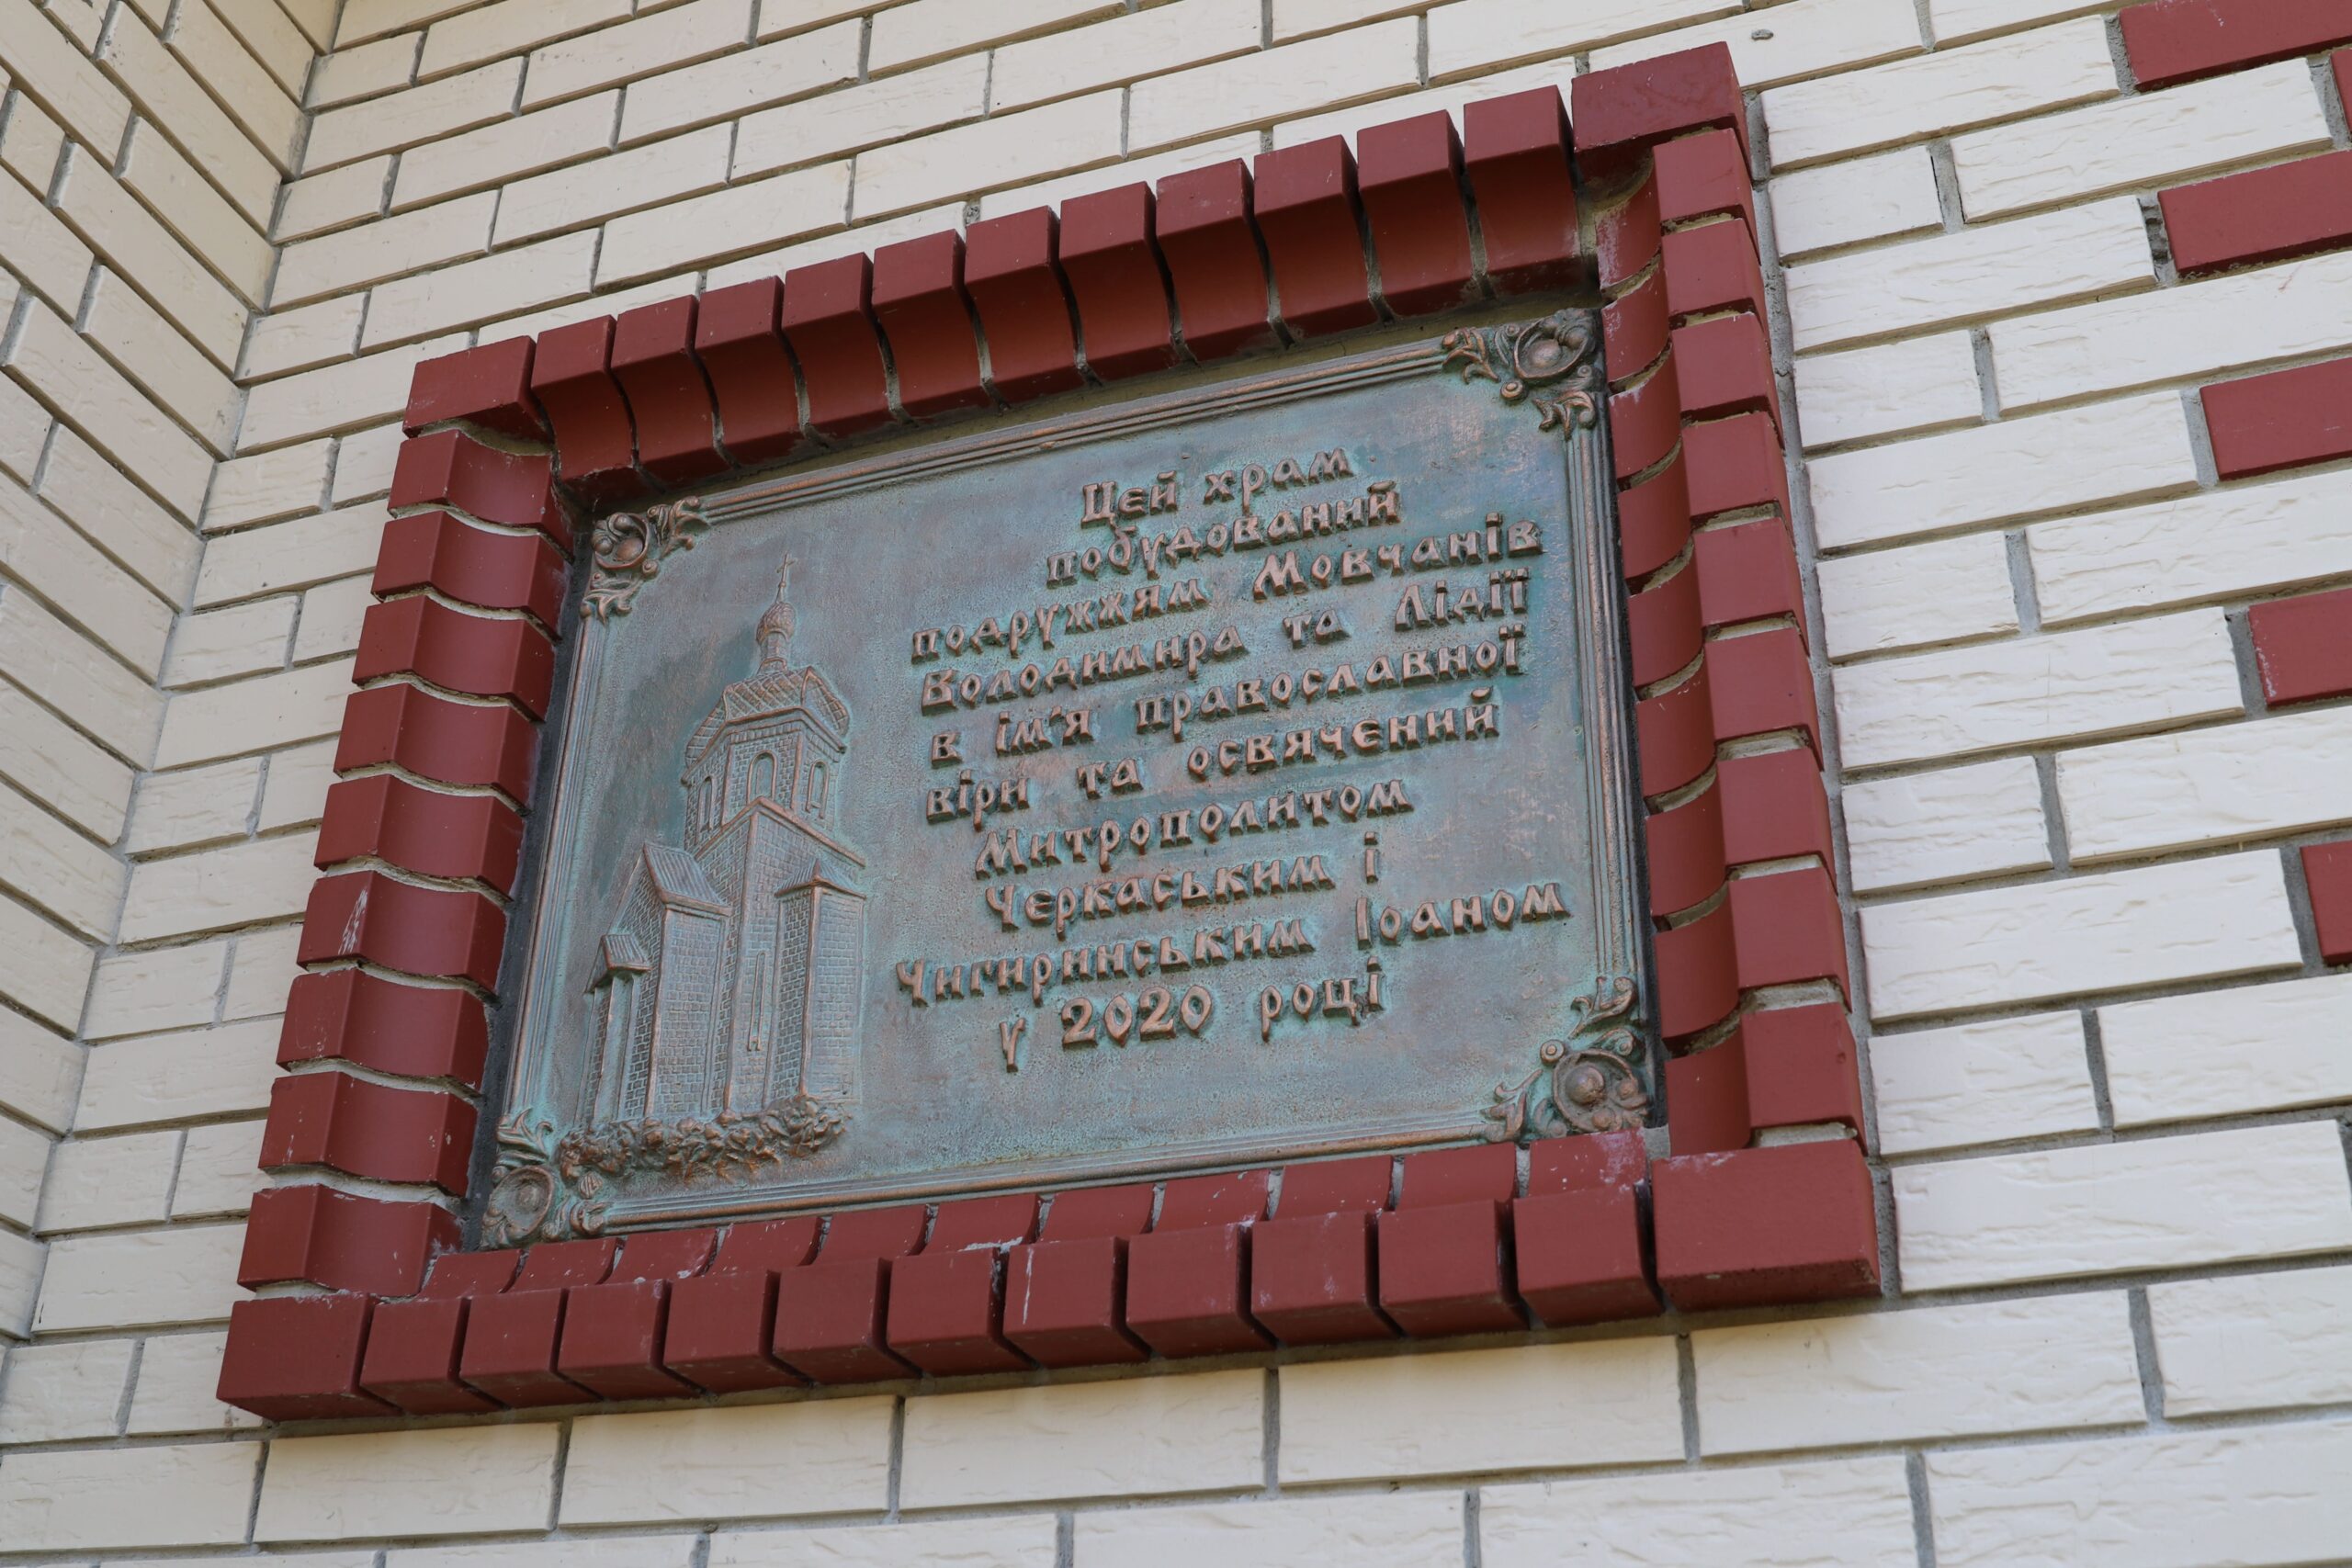 Цей храм
побудований
подружжям Мовчанів
Володимира та Лідії
в ім'я православної
віри та освячений
Митрополитом
Черкаським і
Чигиринським Іоаном
у 2020 році